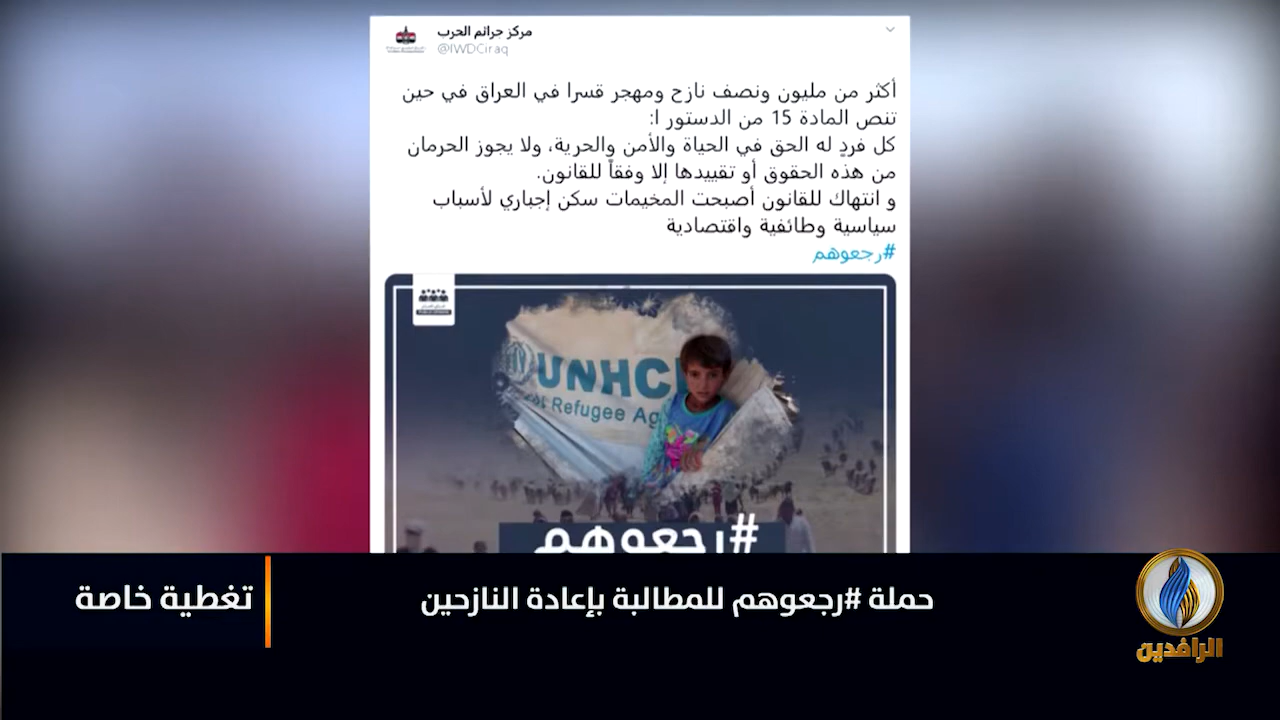 مركز جرائم الحرب
@IWDCiraq
أكثر من مليون ونصف نازح ومهجر قسرا في العراق في حين
تنص المادة 15 من الدستور ا:
كل فردٍ له الحق في الحياة والأمن والحرية، ولا يجوز الحرمان
من هذه الحقوق أو تقييدها إلا وفقاً للقانون.
و انتهاك للقانون أصبحت المخيمات سكن إجباري لأسباب
سياسية وطائفية واقتصادية
#رجعوهم
UNHC
Refugee Ag
#رجعوهم
حملة #رجعوهم للمطالبة بإعادة النازحين
تغطية خاصة
الرافدين